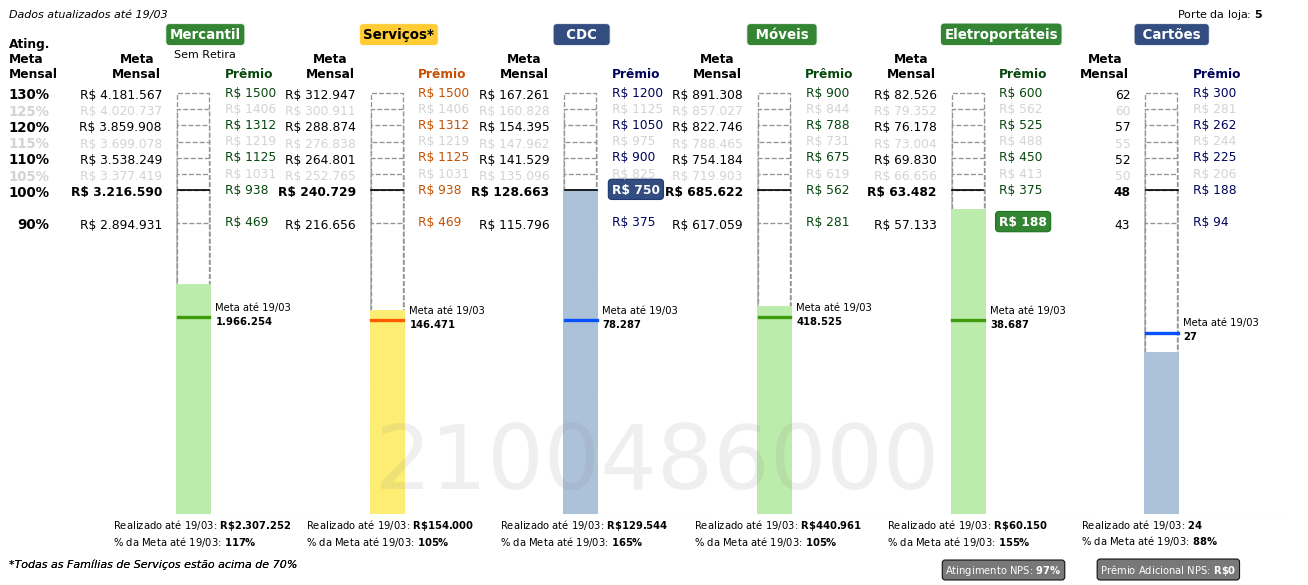 Dados atualizados até 19/03
Porte da loja: 5
Mercantil Serviços* CDC Móveis Eletroportáteis Cartões
Sem Retira
Ating. Meta Mensal
Meta Mensal Prêmio Meta Mensal Prêmio Meta Mensal Prêmio Meta Mensal Prêmio Meta Mensal Prêmio Meta Mensal Prêmio
130% R$ 4.181.567 R$ 1500 R$ 312.947 R$ 1500 R$ 167.261 R$ 1200 R$ 891.308 R$ 900 R$ 82.526 R$ 600 62 R$ 300
125% R$ 4.020.737 R$ 1406 R$ 300.911 R$ 1406 R$ 160.828 R$ 1125 R$ 857.027 R$ 844 R$ 79.352 R$ 562 60 R$ 281
120% R$ 3.859.908 R$ 1312 R$ 288.874 R$ 1312 R$ 154.395 R$ 1050 R$ 822.746 R$ 788 R$ 76.178 R$ 525 57 R$ 262
115% R$ 3.699.078 R$ 1219 R$ 276.838 R$ 1219 R$ 147.962 R$ 975 R$ 788.465 R$ 731 R$ 73.004 R$ 488 55 R$ 244
110% R$ 3.538.249 R$ 1125 R$ 264.801 R$ 1125 R$ 141.529 R$ 900 R$ 754.184 R$ 675 R$ 69.830 R$ 450 52 R$ 225
105% R$ 3.377.419 R$ 1031 R$ 252.765 R$ 1031 R$ 135.096 R$ 825 R$ 719.903 R$ 619 R$ 66.656 R$ 413 50 R$ 206
100% R$ 3.216.590 R$ 938 R$ 240.729 R$ 938 R$ 128.663 R$ 750 R$ 685.622 R$ 562 R$ 63.482 R$ 375 48 R$ 188
90% R$ 2.894.931 R$ 469 R$ 216.656 R$ 469 R$ 115.796 R$ 375 R$ 617.059 R$ 281 R$ 57.133 R$ 188 43 R$ 94
Meta até 19/03 Meta até 19/03 Meta até 19/03 Meta até 19/03 Meta até 19/03 Meta até 19/03
1.966.254 146.471 78.287 418.525 38.687 27
2100486000
Realizado até 19/03: R$2.307.252 Realizado até 19/03: R$154.000 Realizado até 19/03: R$129.544 Realizado até 19/03: R$440.961 Realizado até 19/03: R$60.150 Realizado até 19/03: 24
% da Meta até 19/03: 117% % da Meta até 19/03: 105% % da Meta até 19/03: 165% % da Meta até 19/03: 105% % da Meta até 19/03: 155% % da Meta até 19/03: 88%
*Todas as Famílias de Serviços estão acima de 70%
Atingimento NPS: 97% Prêmio Adicional NPS: R$0